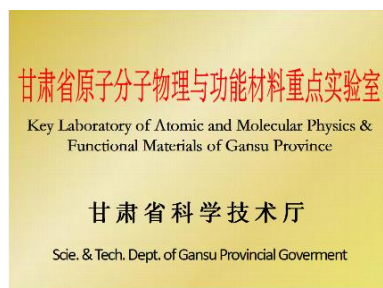 甘肃省原子分子物理与功能材料重点实验室
Key Laboratory of Atomic and Molecular Physics &
Functional Materials of Gansu Province
甘肃省科学技术厅
Scie. & Tech. Dept. of Gansu Provincial Goverment